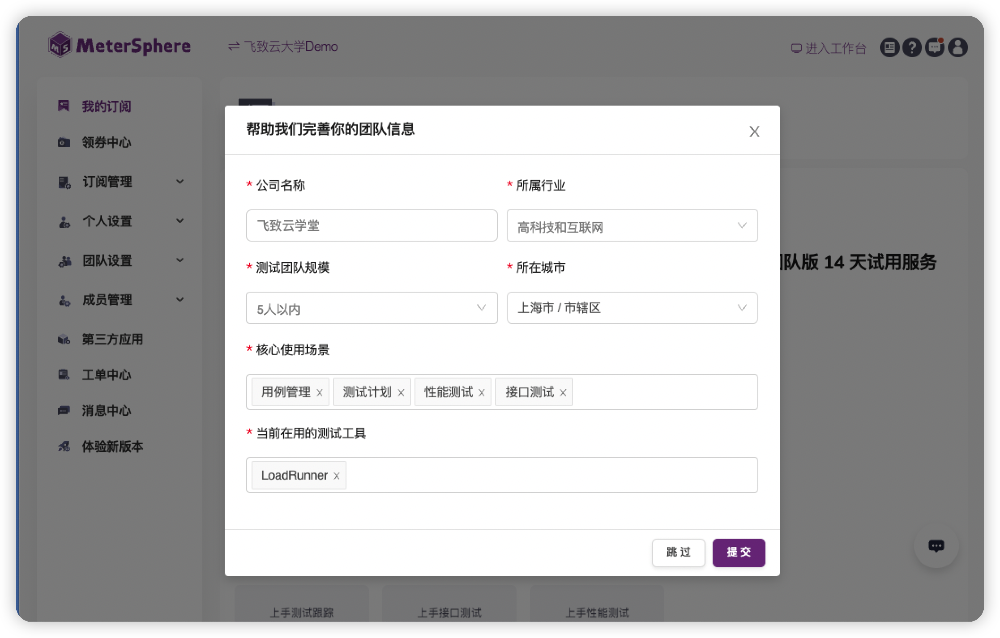 MeterSphere
飞致云大学Demo
进入工作台
我的订阅
领券中心
订阅管理
个人设置
团队设置
成员管理
第三方应用
工单中心
消息中心
体验新版本
帮助我们完善你的团队信息
* 公司名称
* 所属行业
飞致云学堂
高科技和互联网
* 测试团队规模
* 所在城市
5人以内
上海市 / 市辖区
* 核心使用场景
用例管理 × 测试计划 × 性能测试 × 接口测试 ×
* 当前在用的测试工具
LoadRunner ×
跳 过
提 交
队版 14 天试用服务
上手测试跟踪
上手接口测试
上手性能测试